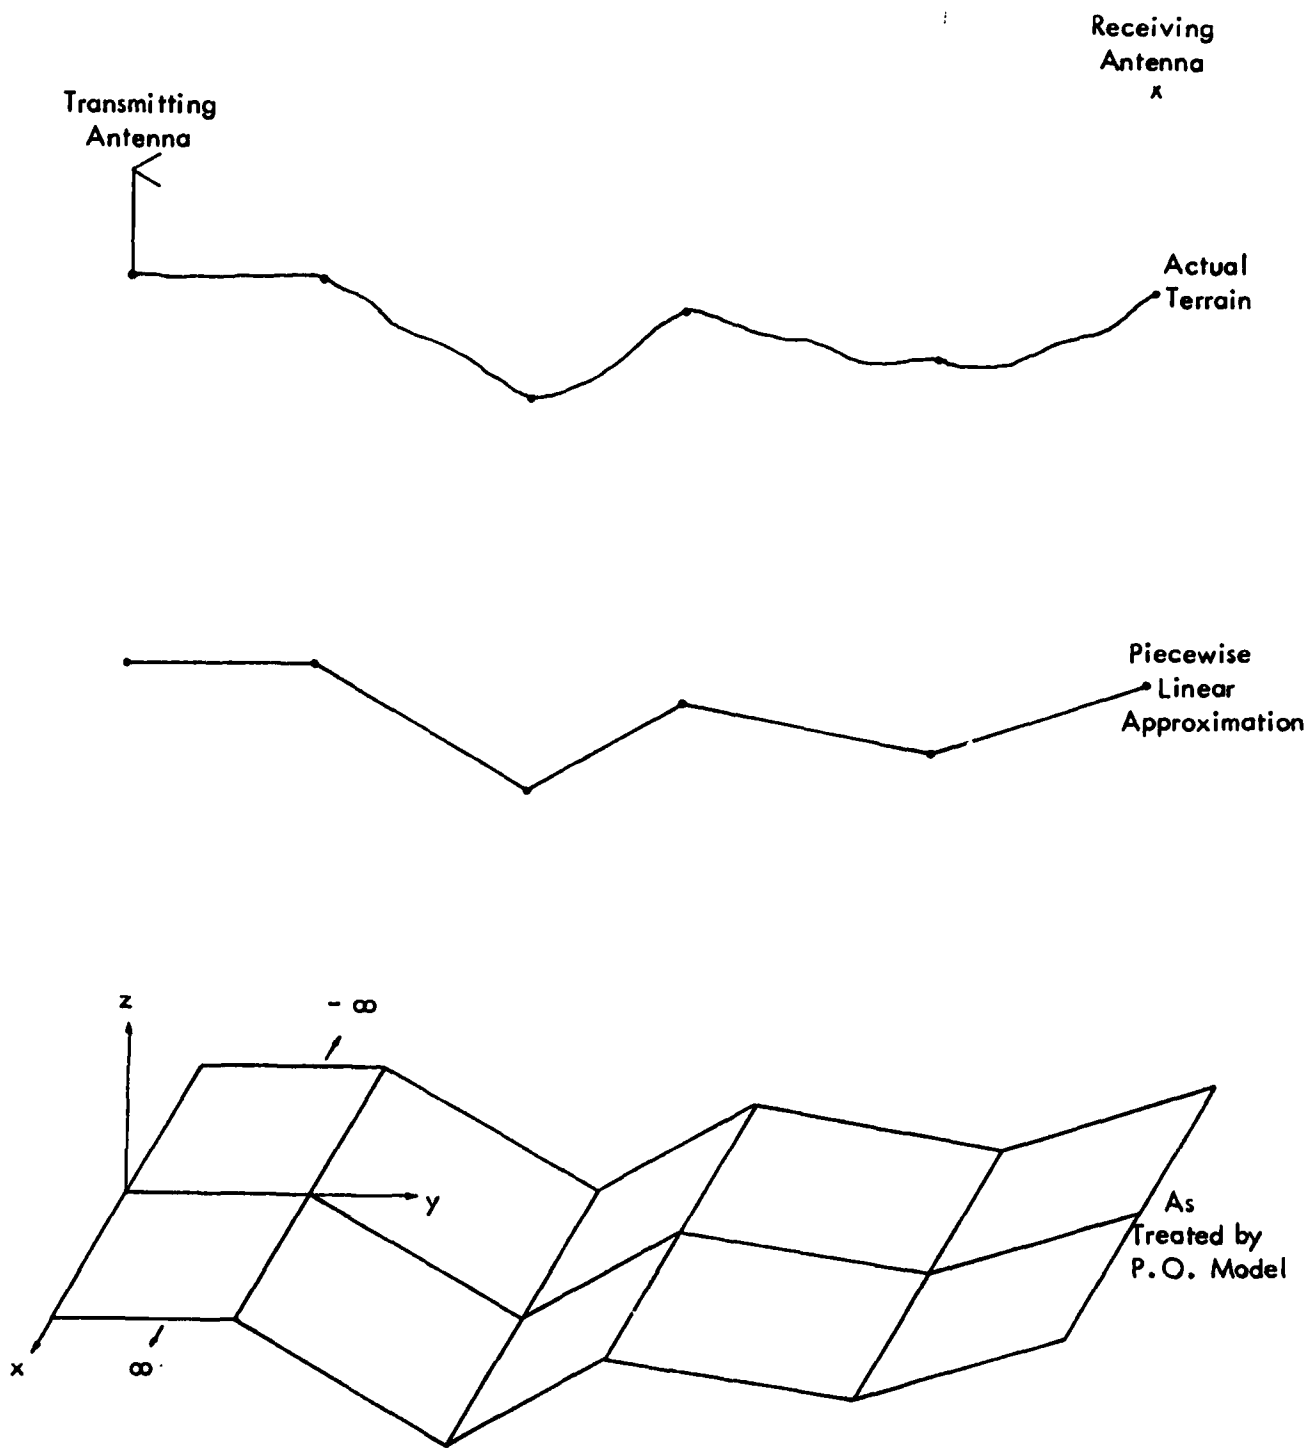 Receiving
Antenna
x
Transmitting
Antenna
Actual
Terrain
Piecewise
Linear
Approximation
z
- ∞
y
As
Treated by
P.O. Model
x
∞